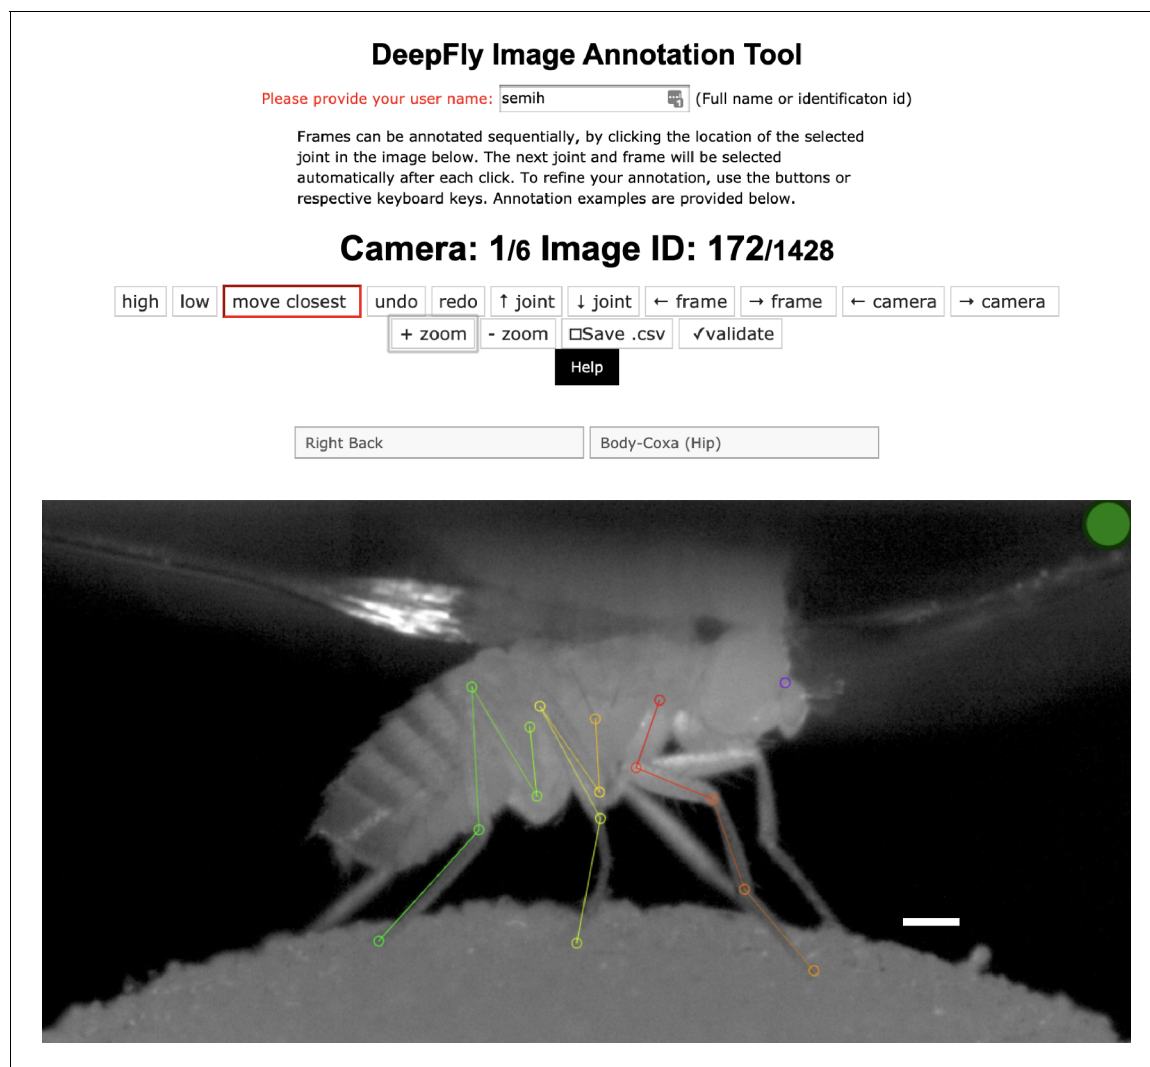 DeepFly Image Annotation Tool
Please provide your user name: semih (Full name or identificaton id)
Frames can be annotated sequentially, by clicking the location of the selected
joint in the image below. The next joint and frame will be selected
automatically after each click. To refine your annotation, use the buttons or
respective keyboard keys. Annotation examples are provided below.
Camera: 1/6 Image ID: 172/1428
high low move closest undo redo ↑ joint ↓ joint ← frame → frame ← camera → camera
+ zoom - zoom □Save .csv ✓validate
Help
Right Back Body-Coxa (Hip)